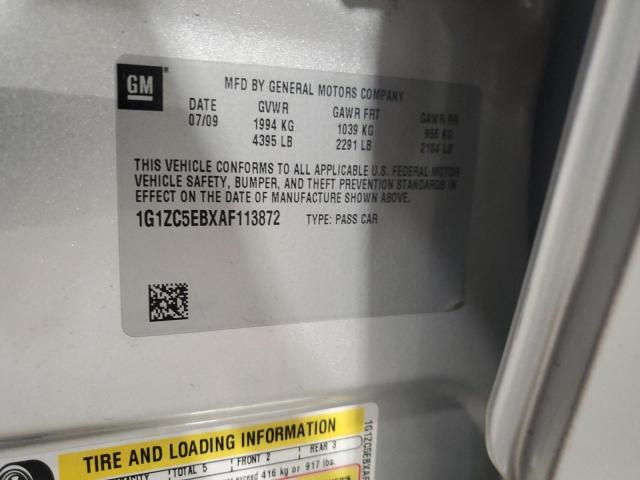 GM
MFD BY GENERAL MOTORS COMPANY
DATE GVWR GAWR FRT GAWR RR
07/09 1994 KG 1039 KG 955 KG
4395 LB 2291 LB 2104 LB
THIS VEHICLE CONFORMS TO ALL APPLICABLE U.S. FEDERAL MOTOR
VEHICLE SAFETY, BUMPER, AND THEFT PREVENTION STANDARDS IN
EFFECT ON THE DATE OF MANUFACTURE SHOWN ABOVE.
1G1ZC5EBXAF113872 TYPE: PASS CAR
TIRE AND LOADING INFORMATION
TOTAL 5 FRONT 2 REAR 3
exceed 416 kg or 917 lbs.
1G1ZC5EBXAF